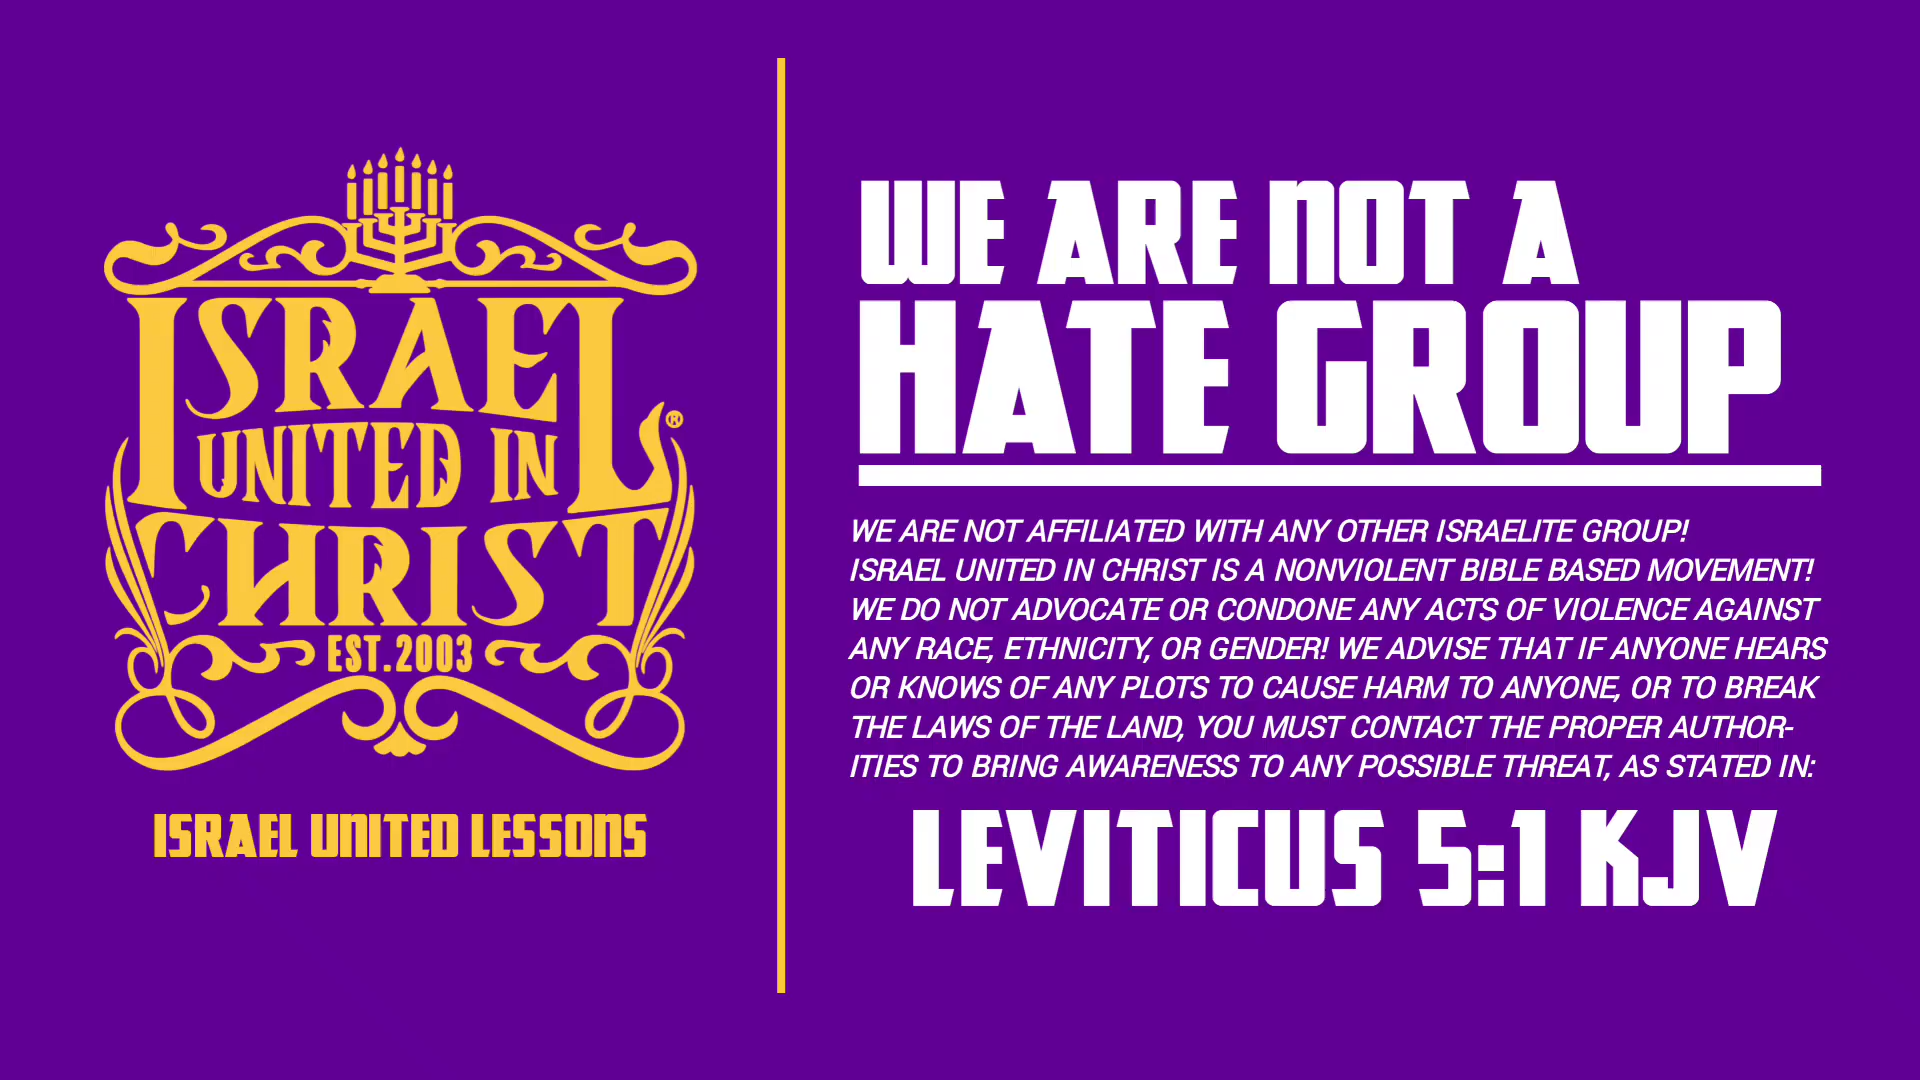 ISRAEL
UNITED IN
CHRIST
®
EST.2003
ISRAEL UNITED LESSONS
WE ARE NOT A
HATE GROUP
WE ARE NOT AFFILIATED WITH ANY OTHER ISRAELITE GROUP!
ISRAEL UNITED IN CHRIST IS A NONVIOLENT BIBLE BASED MOVEMENT!
WE DO NOT ADVOCATE OR CONDONE ANY ACTS OF VIOLENCE AGAINST
ANY RACE, ETHNICITY, OR GENDER! WE ADVISE THAT IF ANYONE HEARS
OR KNOWS OF ANY PLOTS TO CAUSE HARM TO ANYONE, OR TO BREAK
THE LAWS OF THE LAND, YOU MUST CONTACT THE PROPER AUTHOR-
ITIES TO BRING AWARENESS TO ANY POSSIBLE THREAT, AS STATED IN:
LEVITICUS 5:1 KJV